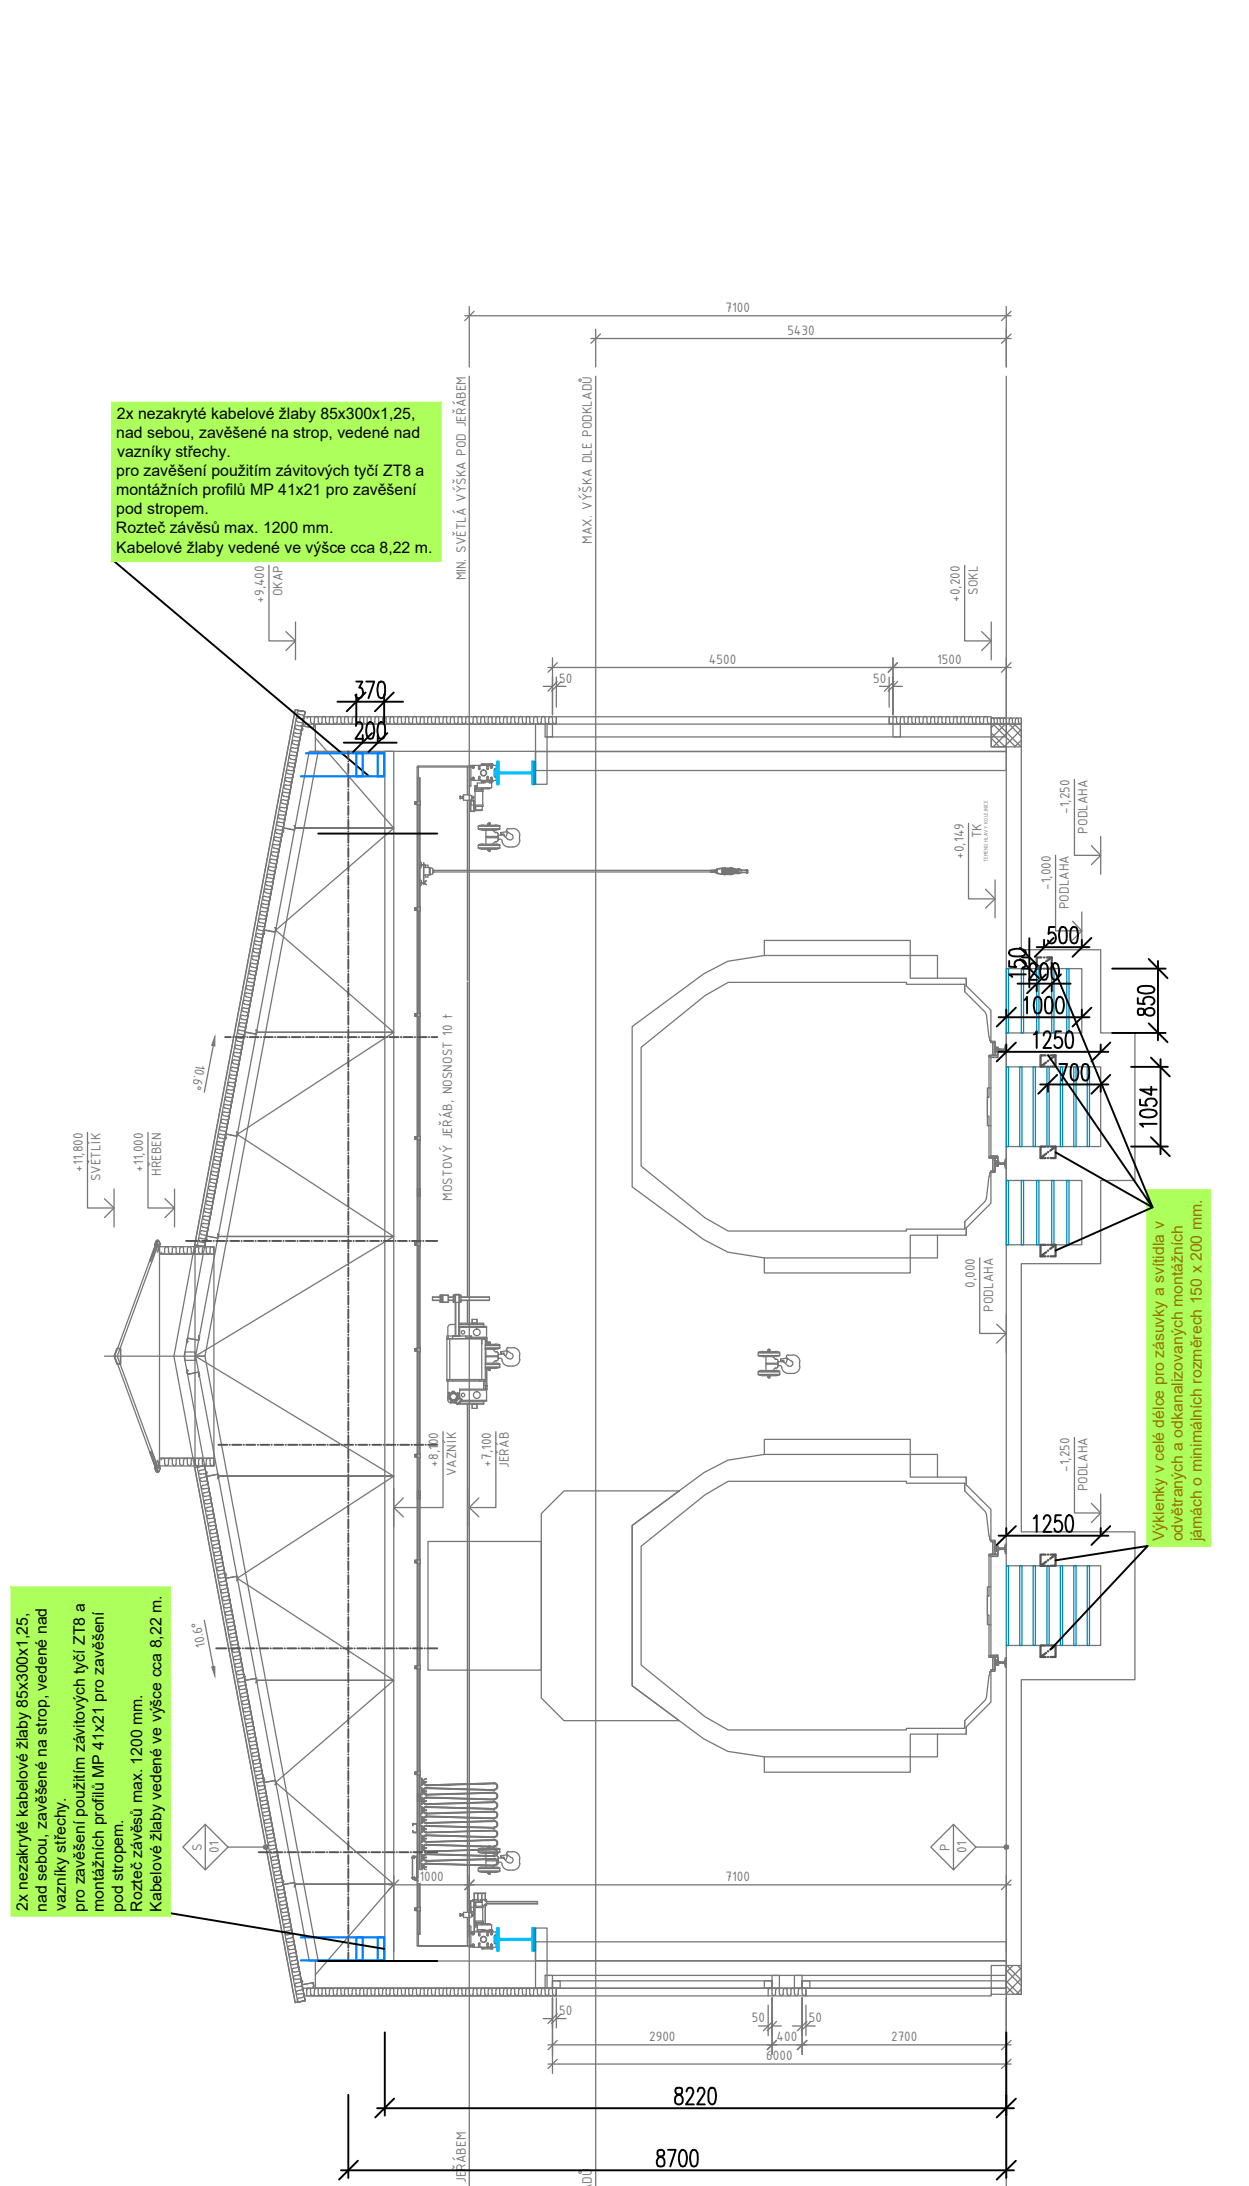 7100
5430
MIN. SVĚTLÁ VÝŠKA POD JEŘÁBEM
MAX. VÝŠKA DLE PODKLADŮ
2x nezakryté kabelové žlaby 85x300x1,25,
nad sebou, zavěšené na strop, vedené nad
vazníky střechy.
pro zavěšení použitím závitových tyčí ZT8 a
montážních profilů MP 41x21 pro zavěšení
pod stropem.
Rozteč závěsů max. 1200 mm.
Kabelové žlaby vedené ve výšce cca 8,22 m.
+9,400
OKAP
+0,200
SOKL
4500
1500
50
50
370
200
+0,149
TK
TEMENO HLAVY KOLEJNICE
-1,250
PODLAHA
-1,000
PODLAHA
500
150
200
1000
850
1250
700
1054
10.6°
MOSTOVÝ JEŘÁB, NOSNOST 10 t
+11,800
SVĚTLÍK
+11,000
HŘEBEN
0,000
PODLAHA
Výklenky v celé délce pro zásuvky a svítidla v
odvětraných a odkanalizovaných montážních
jámách o minimálních rozměrech 150 x 200 mm.
+8,100
VAZNÍK
+7,100
JEŘÁB
-1,250
PODLAHA
1250
10.6°
2x nezakryté kabelové žlaby 85x300x1,25,
nad sebou, zavěšené na strop, vedené nad
vazníky střechy.
pro zavěšení použitím závitových tyčí ZT8 a
montážních profilů MP 41x21 pro zavěšení
pod stropem.
Rozteč závěsů max. 1200 mm.
Kabelové žlaby vedené ve výšce cca 8,22 m.
S
01
P
01
1000
7100
50
50
50
2900
400
2700
6000
8220
8700
JEŘÁBEM